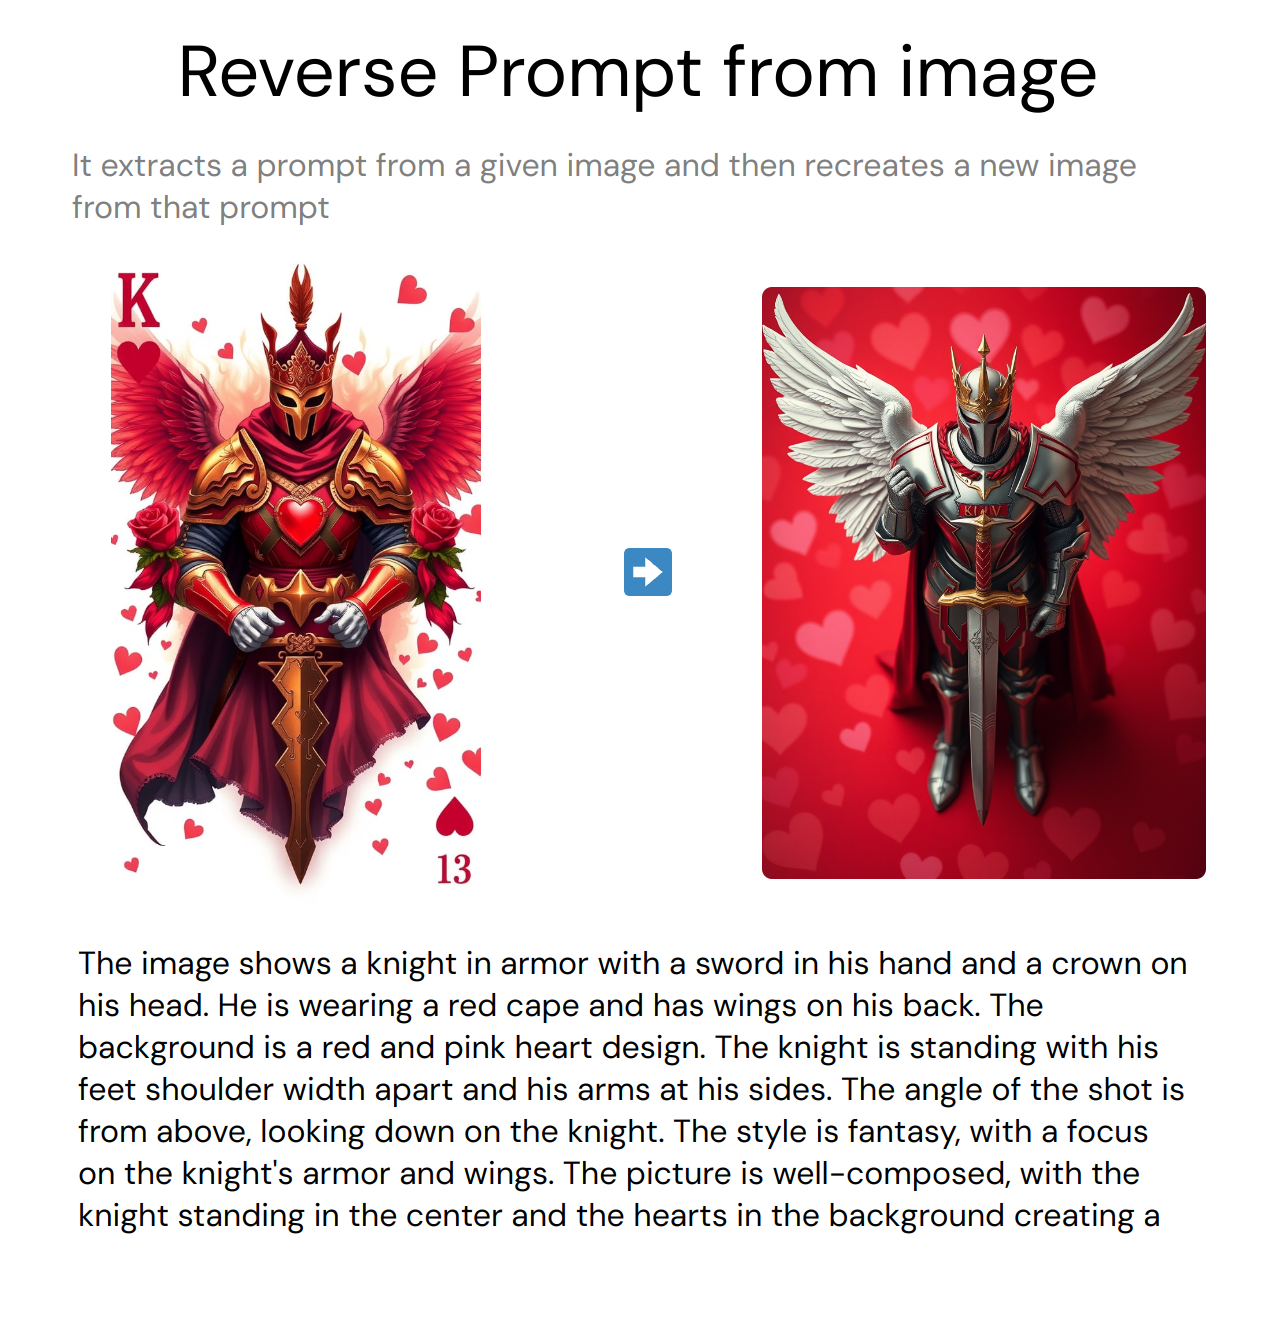 Reverse Prompt from image
It extracts a prompt from a given image and then recreates a new image
from that prompt
K
13
The image shows a knight in armor with a sword in his hand and a crown on
his head. He is wearing a red cape and has wings on his back. The
background is a red and pink heart design. The knight is standing with his
feet shoulder width apart and his arms at his sides. The angle of the shot is
from above, looking down on the knight. The style is fantasy, with a focus
on the knight's armor and wings. The picture is well-composed, with the
knight standing in the center and the hearts in the background creating a